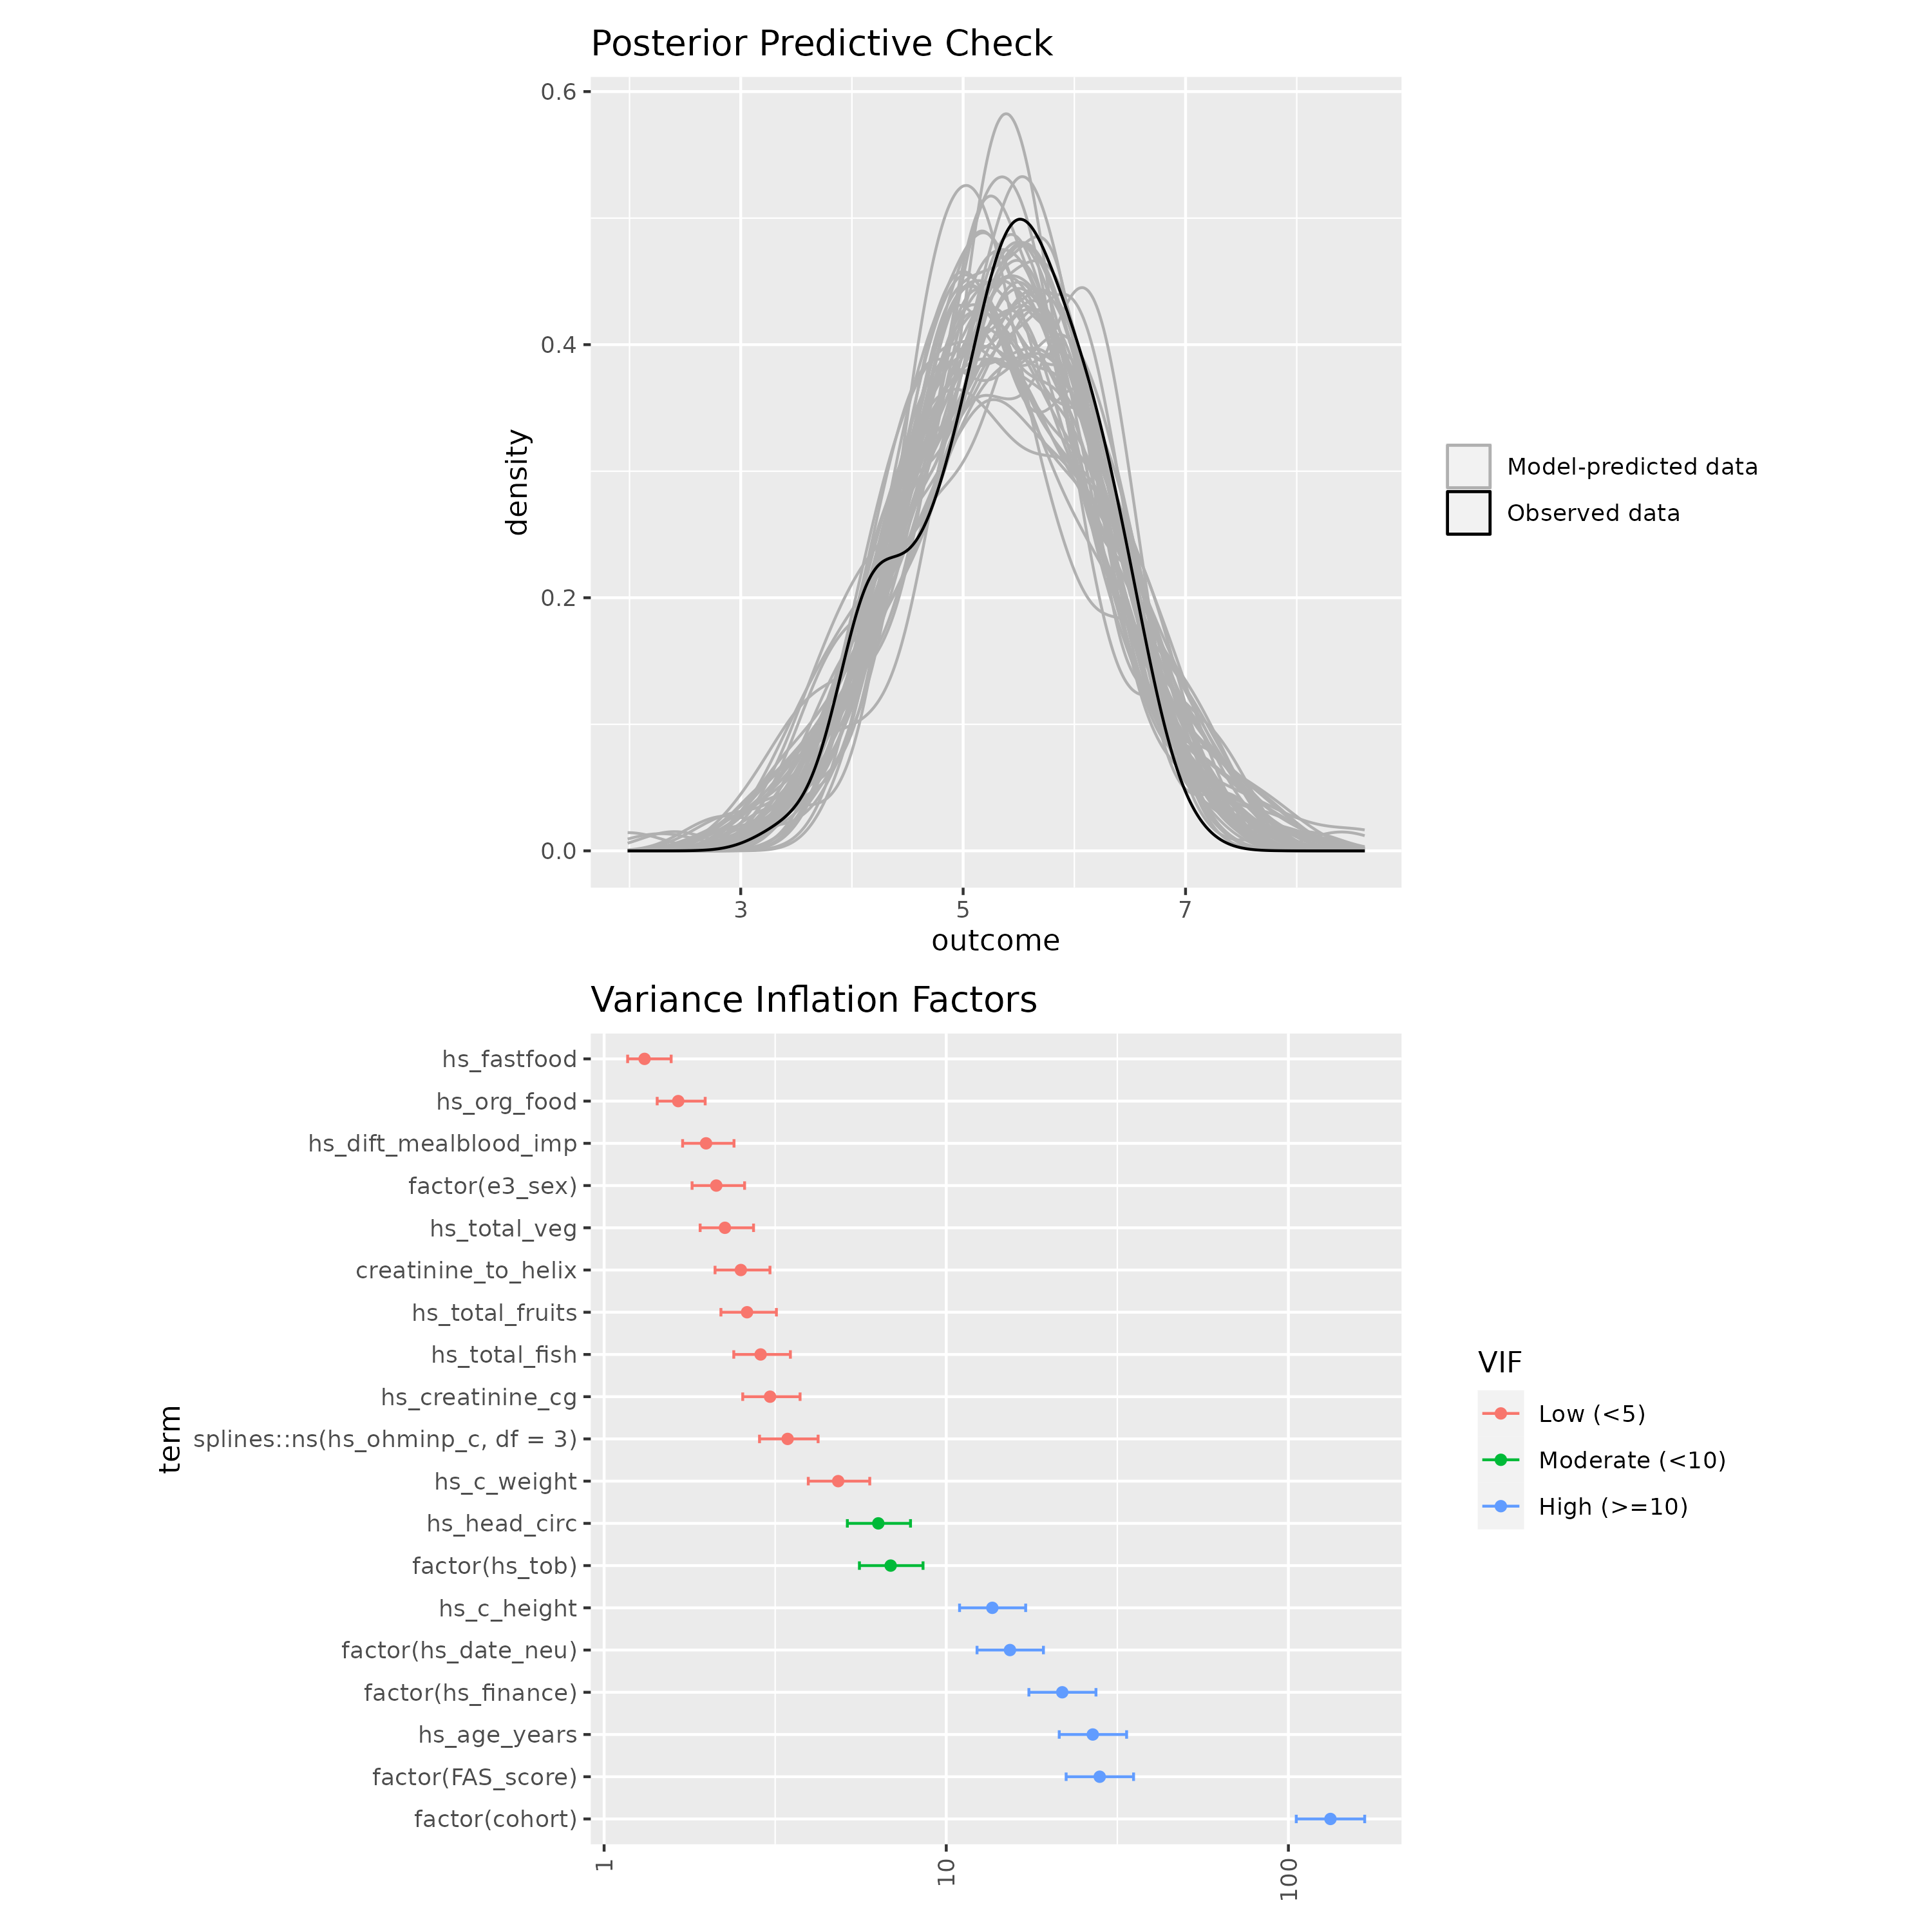 Posterior Predictive Check
0.6
0.4
0.2
0.0
density
3
5
7
outcome
Model-predicted data
Observed data
Variance Inflation Factors
hs_fastfood
hs_org_food
hs_dift_mealblood_imp
factor(e3_sex)
hs_total_veg
creatinine_to_helix
hs_total_fruits
hs_total_fish
hs_creatinine_cg
splines::ns(hs_ohminp_c, df = 3)
hs_c_weight
hs_head_circ
factor(hs_tob)
hs_c_height
factor(hs_date_neu)
factor(hs_finance)
hs_age_years
factor(FAS_score)
factor(cohort)
term
1
10
100
VIF
Low (<5)
Moderate (<10)
High (>=10)